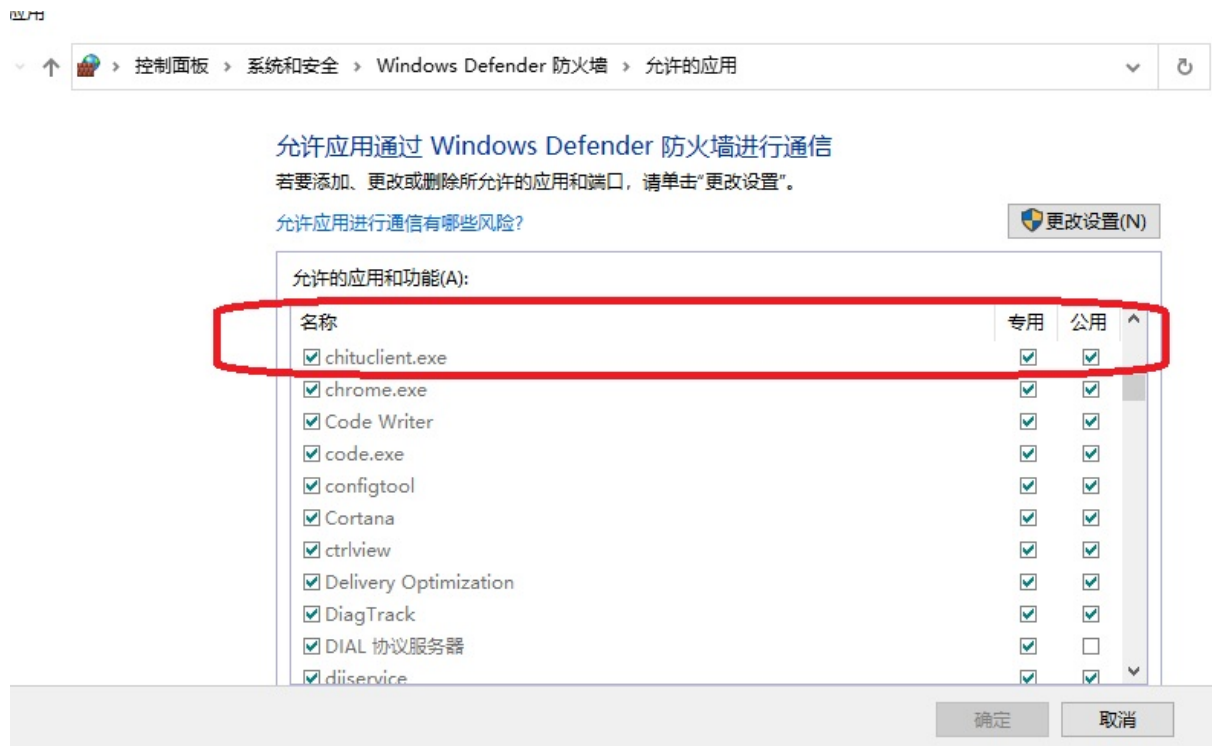 应用
控制面板 › 系统和安全 › Windows Defender 防火墙 › 允许的应用
允许应用通过 Windows Defender 防火墙进行通信
若要添加、更改或删除所允许的应用和端口，请单击"更改设置"。
允许应用进行通信有哪些风险?
更改设置(N)
允许的应用和功能(A):
名称 专用 公用
chituclient.exe
chrome.exe
Code Writer
code.exe
configtool
Cortana
ctrlview
Delivery Optimization
DiagTrack
DIAL 协议服务器
diiservice
确定 取消